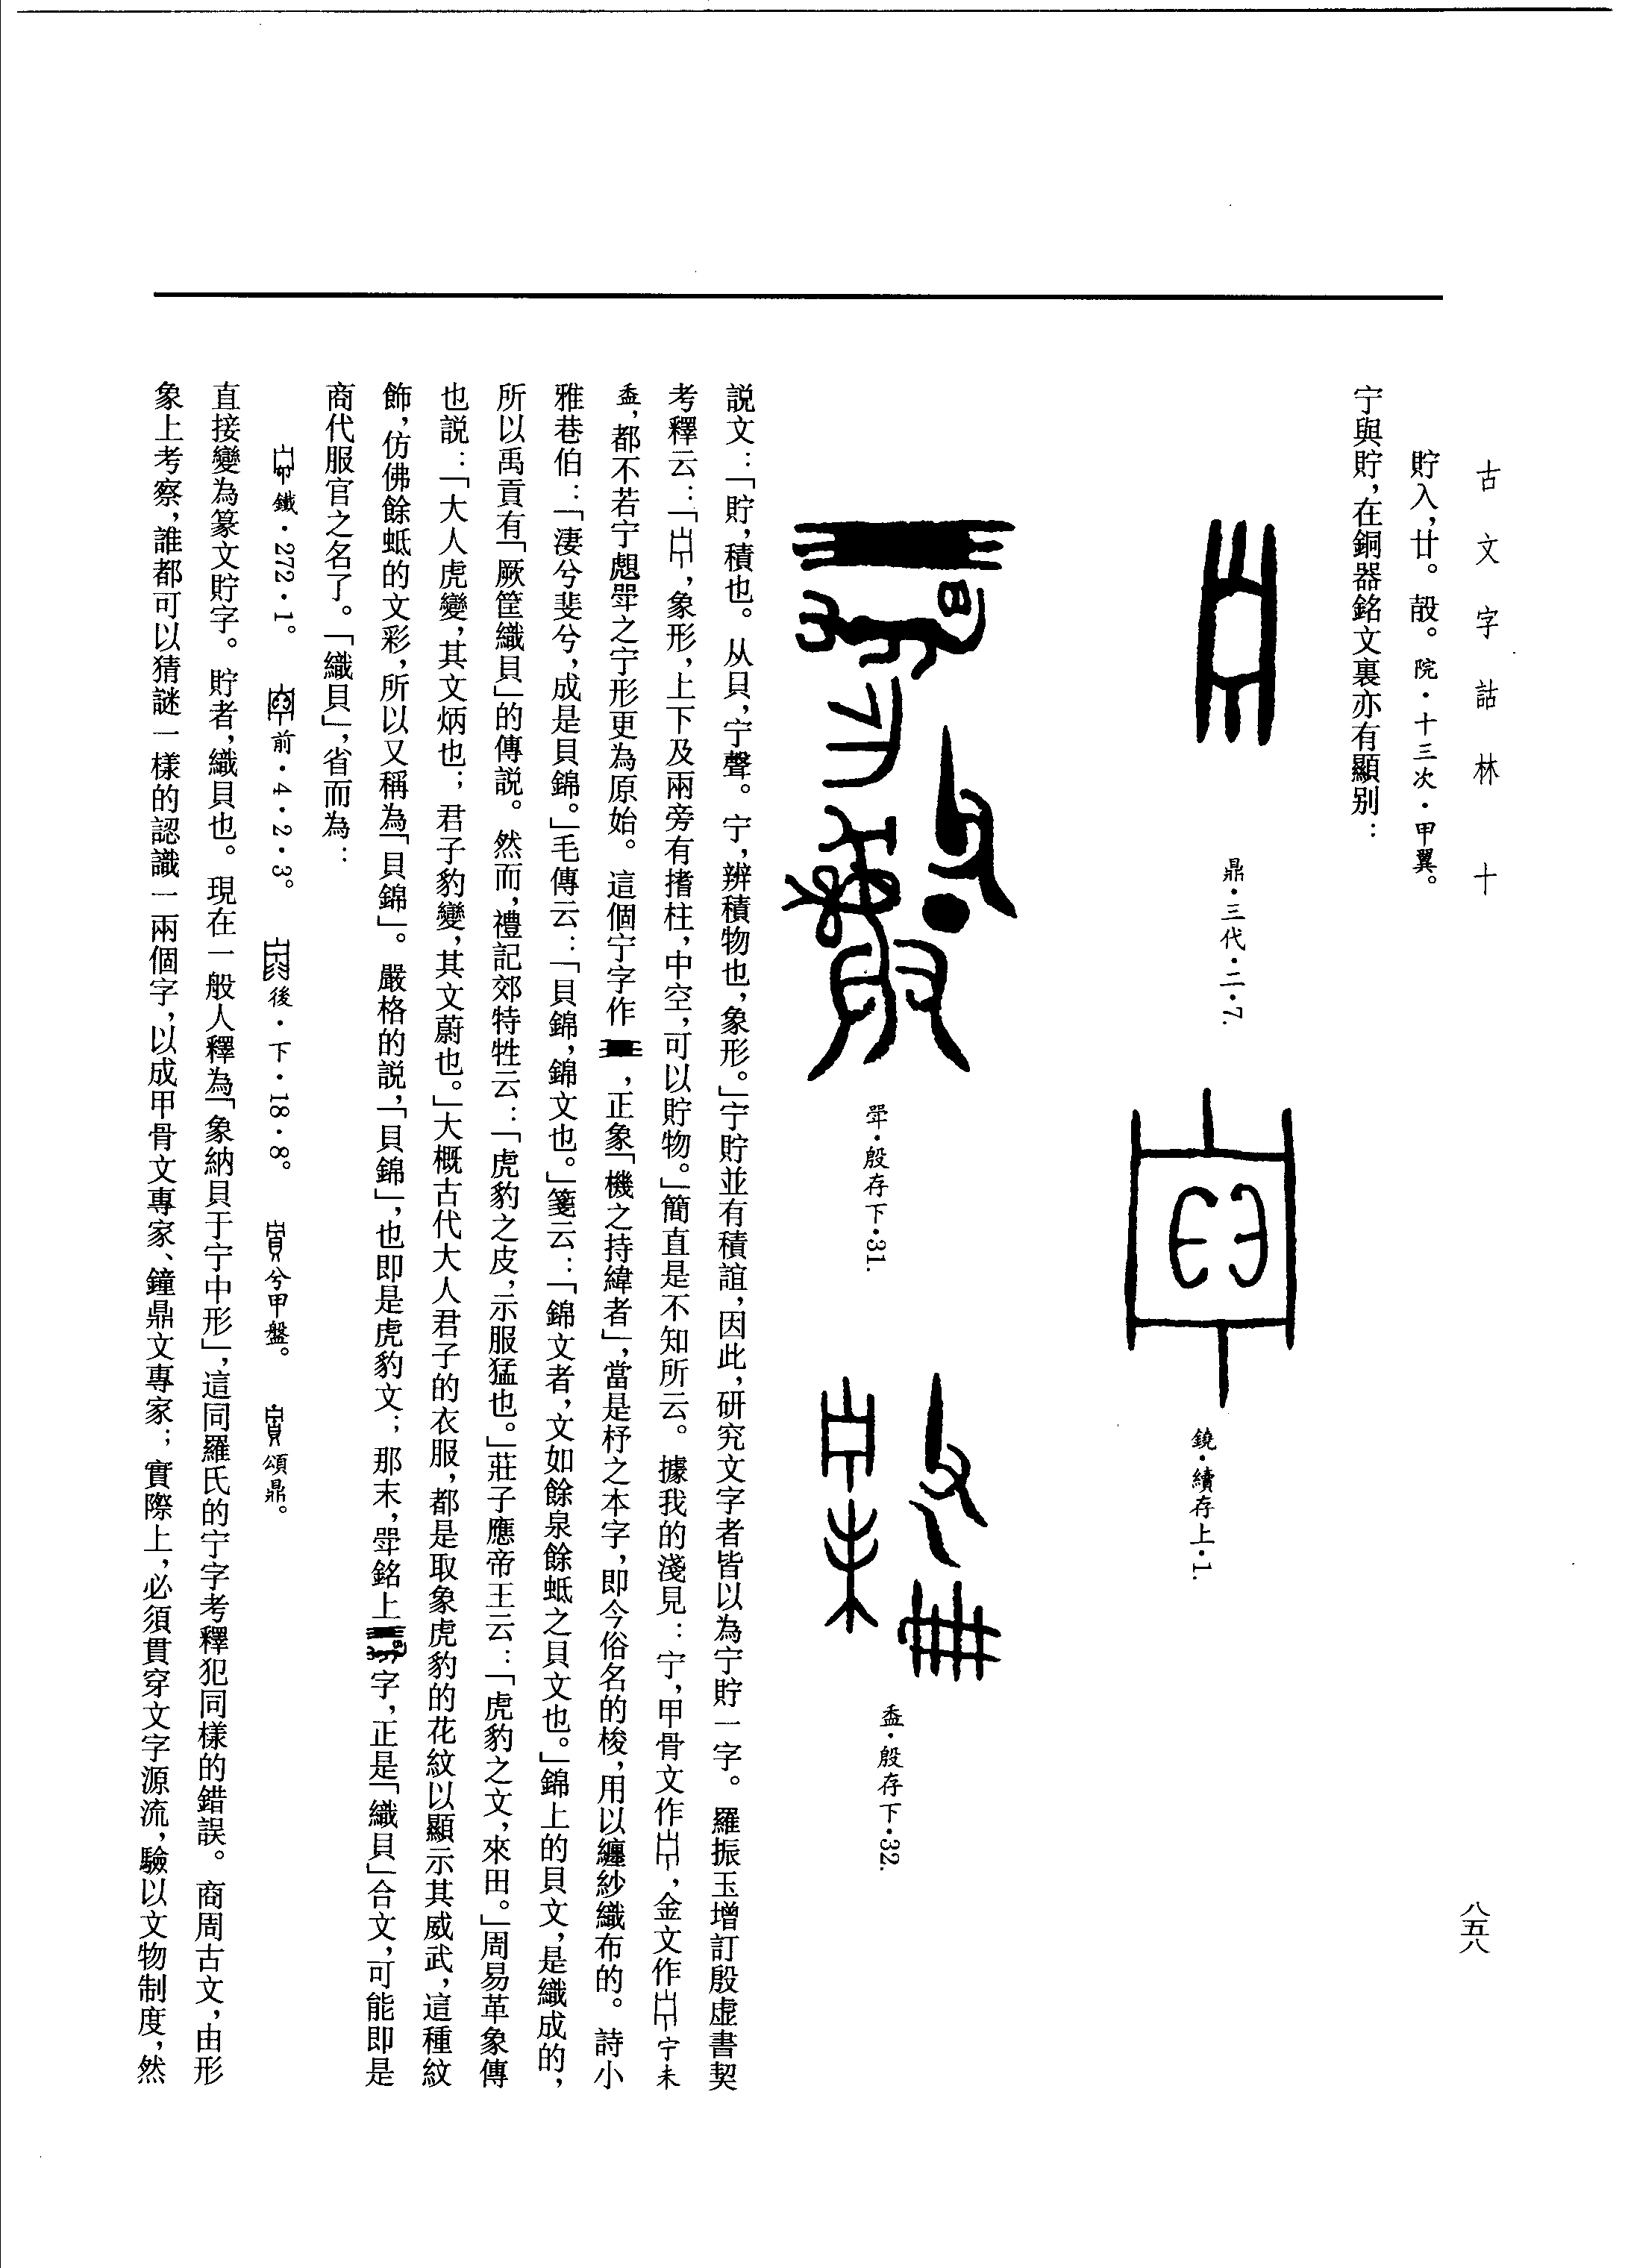 古文字詁林　十
八五八
貯入，廿。㱿。院·十三次·甲翼。
宁與貯，在銅器銘文裏亦有顯别：
鼎·三代·二·7.
鐃·續存上·1.
斝·殷存下·31.
盉·殷存下·32.
説文：「貯，積也。从貝，宁聲。宁，辨積物也，象形。」宁貯並有積誼，因此，研究文字者皆以為宁貯一字。羅振玉增訂殷虚書契
考釋云：「，象形，上下及兩旁有搘柱，中空，可以貯物。」簡直是不知所云。據我的淺見：宁，甲骨文作，金文作宁未
盉，都不若宁斝之宁形更為原始。這個宁字作，正象「機之持緯者」，當是杼之本字，即今俗名的梭，用以纏紗織布的。詩小
雅巷伯：「淒兮斐兮，成是貝錦。」毛傳云：「貝錦，錦文也。」箋云：「錦文者，文如餘泉餘蚳之貝文也。」錦上的貝文，是織成的，
所以禹貢有「厥筐織貝」的傳説。然而，禮記郊特牲云：「虎豹之皮，示服猛也。」莊子應帝王云：「虎豹之文，來田。」周易革象傳
也説：「大人虎變，其文炳也；君子豹變，其文蔚也。」大概古代大人君子的衣服，都是取象虎豹的花紋以顯示其威武，這種紋
飾，仿佛餘蚳的文彩，所以又稱為「貝錦」。嚴格的説，「貝錦」，也即是虎豹文；那末，斝銘上字，正是「織貝」合文，可能即是
商代服官之名了。「織貝」，省而為：
鐵·272·1。　前·4·2·3。　後·下·18·8。　兮甲盤。　頌鼎。
直接變為篆文貯字。貯者，織貝也。現在一般人釋為「象納貝于宁中形」，這同羅氏的宁字考釋犯同樣的錯誤。商周古文，由形
象上考察，誰都可以猜謎一樣的認識一兩個字，以成甲骨文專家、鐘鼎文專家；實際上，必須貫穿文字源流，驗以文物制度，然